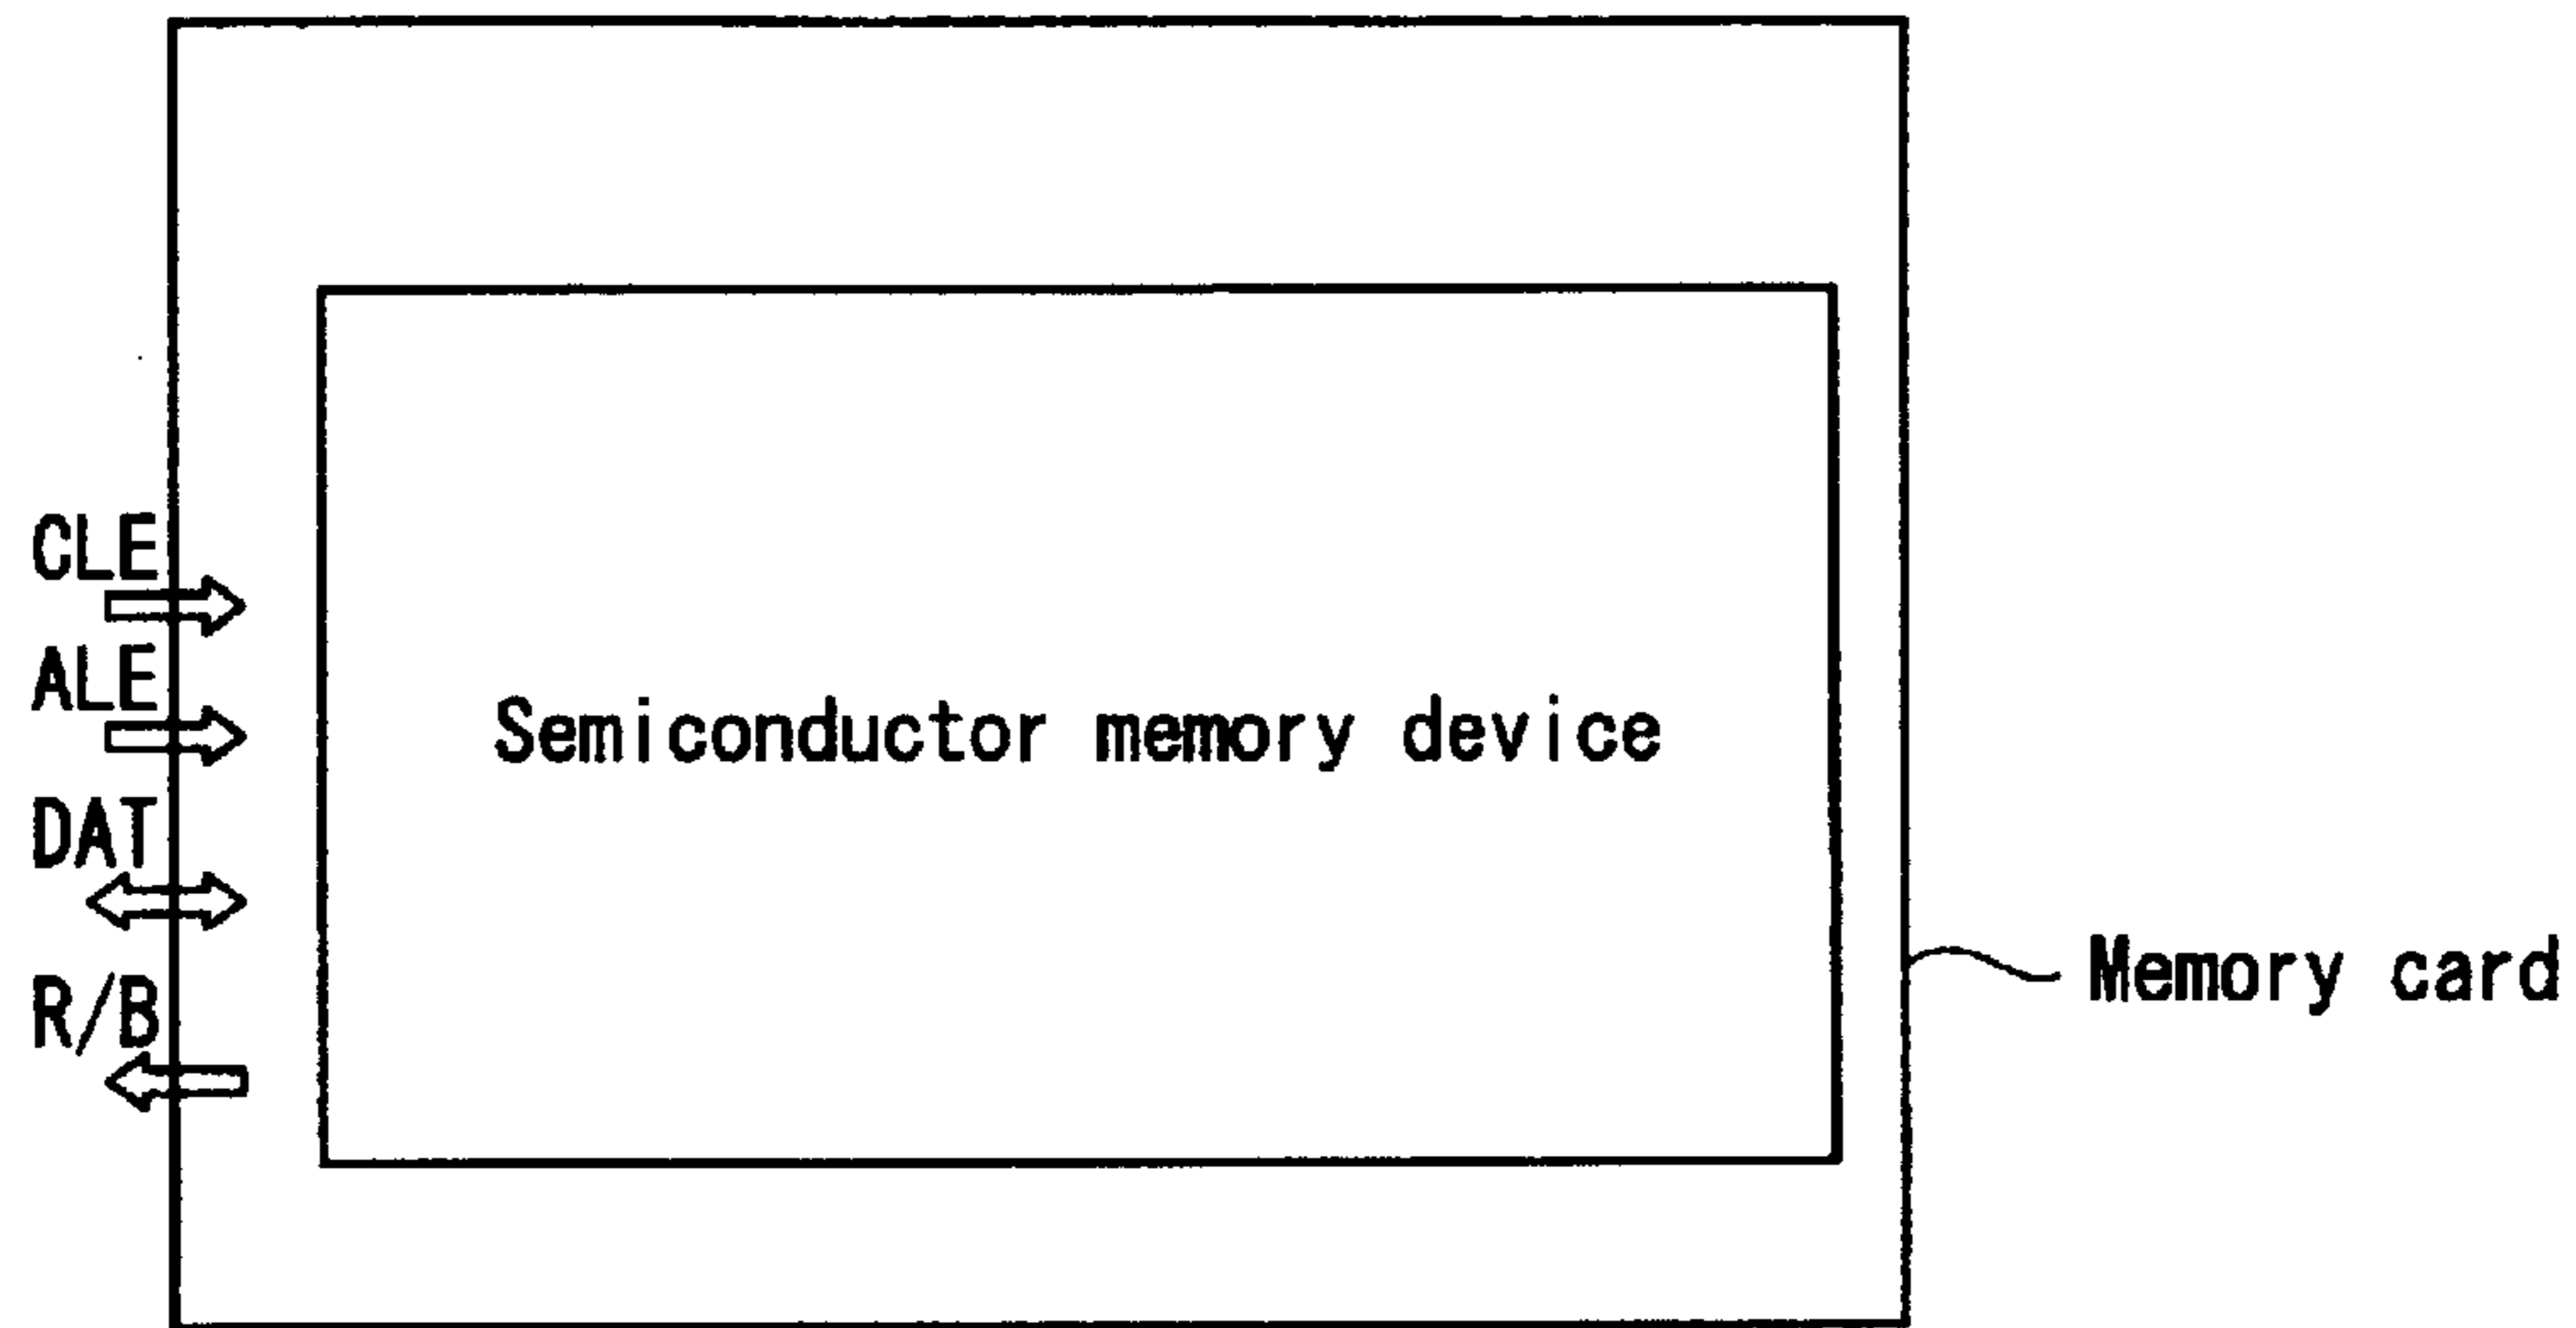 CLE
ALE
Semiconductor memory device
DAT
R/B
Memory card